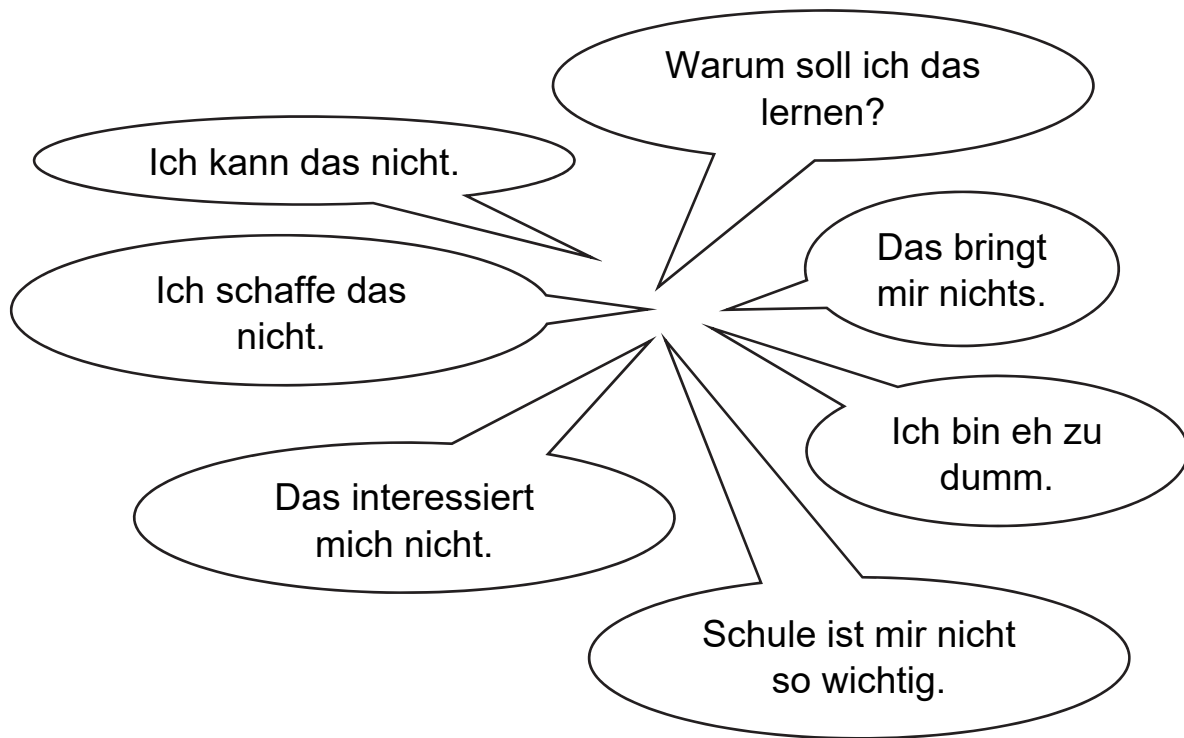 Warum soll ich das
lernen?
Ich kann das nicht.
Das bringt
mir nichts.
Ich schaffe das
nicht.
Ich bin eh zu
dumm.
Das interessiert
mich nicht.
Schule ist mir nicht
so wichtig.